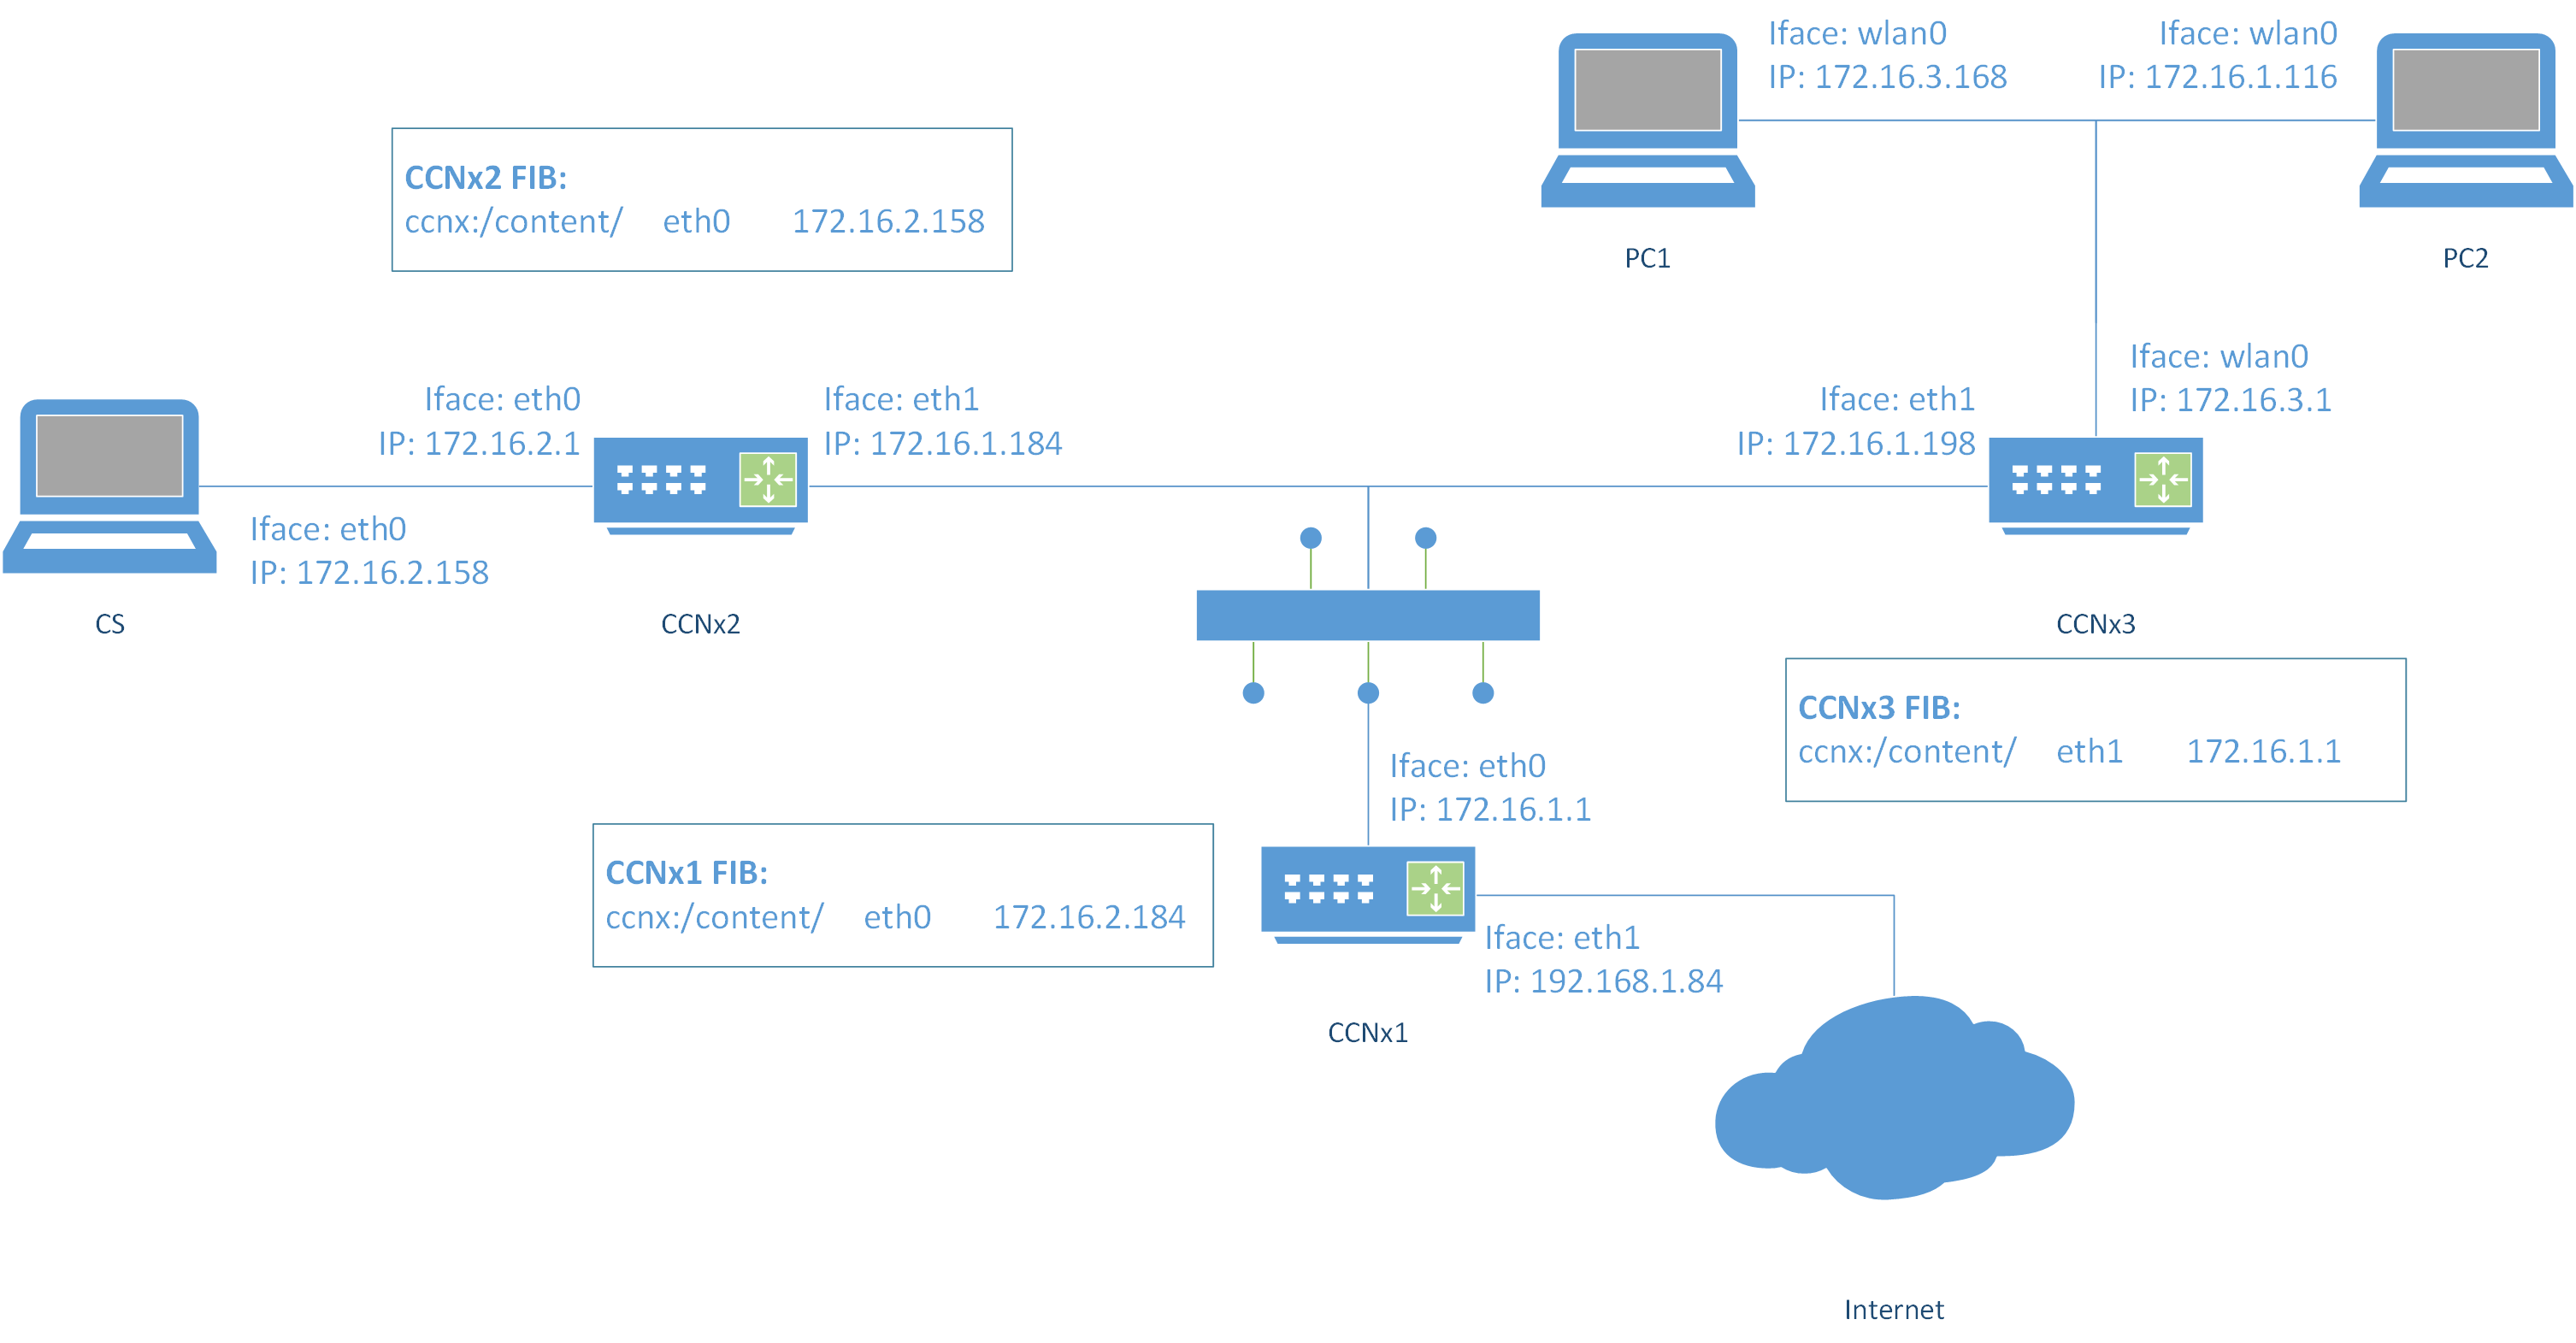 Iface: wlan0
IP: 172.16.3.168
Iface: wlan0
IP: 172.16.1.116
PC1
PC2
CCNx2 FIB:
ccnx:/content/ eth0 172.16.2.158
Iface: eth0
IP: 172.16.2.1
Iface: eth1
IP: 172.16.1.184
Iface: eth1
IP: 172.16.1.198
Iface: wlan0
IP: 172.16.3.1
Iface: eth0
IP: 172.16.2.158
CS
CCNx2
CCNx3
CCNx3 FIB:
ccnx:/content/ eth1 172.16.1.1
Iface: eth0
IP: 172.16.1.1
CCNx1 FIB:
ccnx:/content/ eth0 172.16.2.184
Iface: eth1
IP: 192.168.1.84
CCNx1
Internet